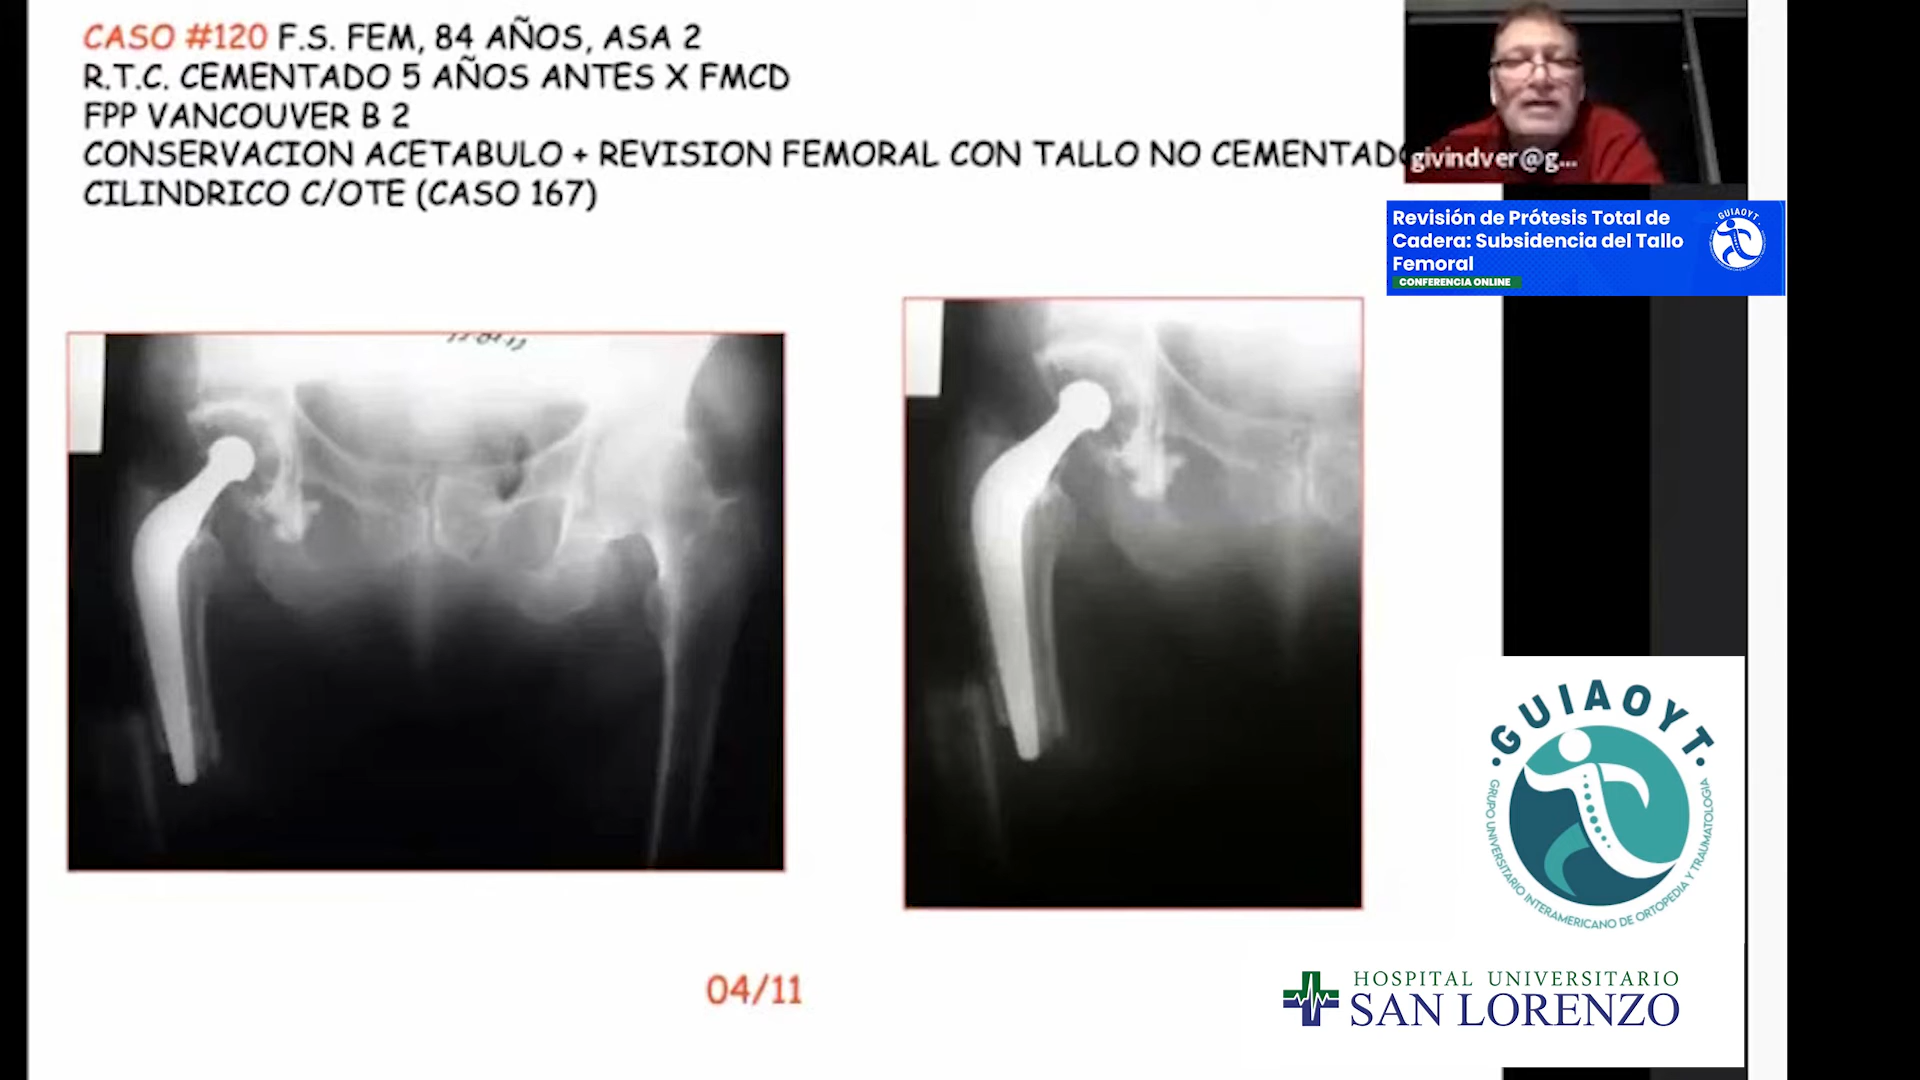 CASO #120 F.S. FEM, 84 AÑOS, ASA 2
R.T.C. CEMENTADO 5 AÑOS ANTES X FMCD
FPP VANCOUVER B 2
CONSERVACION ACETABULO + REVISION FEMORAL CON TALLO NO CEMENTADO
CILINDRICO C/OTE (CASO 167)
givindver@g...
Revisión de Prótesis Total de
Cadera: Subsidencia del Tallo
Femoral
CONFERENCIA ONLINE
GUIAOYT
04/11
GUIAOYT
GRUPO UNIVERSITARIO INTERAMERICANO DE ORTOPEDIA Y TRAUMATOLOGIA
HOSPITAL UNIVERSITARIO
SAN LORENZO